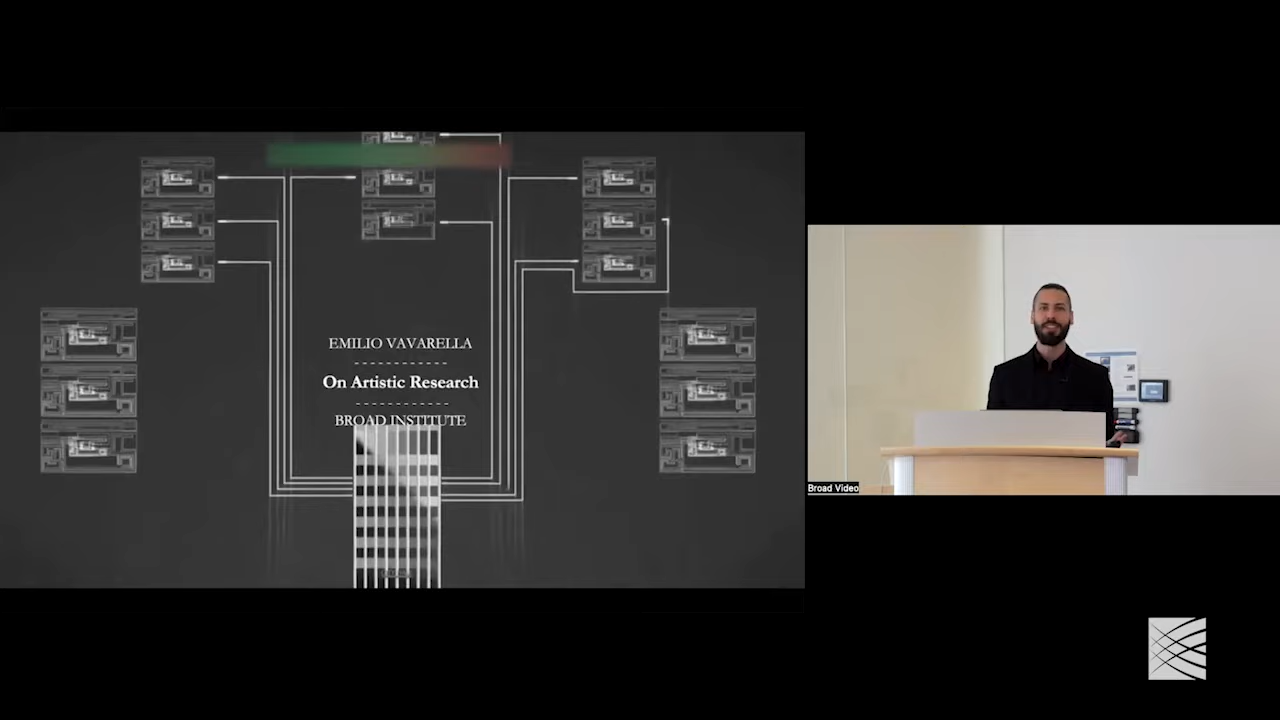 EMILIO VAVARELLA
On Artistic Research
BROAD INSTITUTE
Broad Video